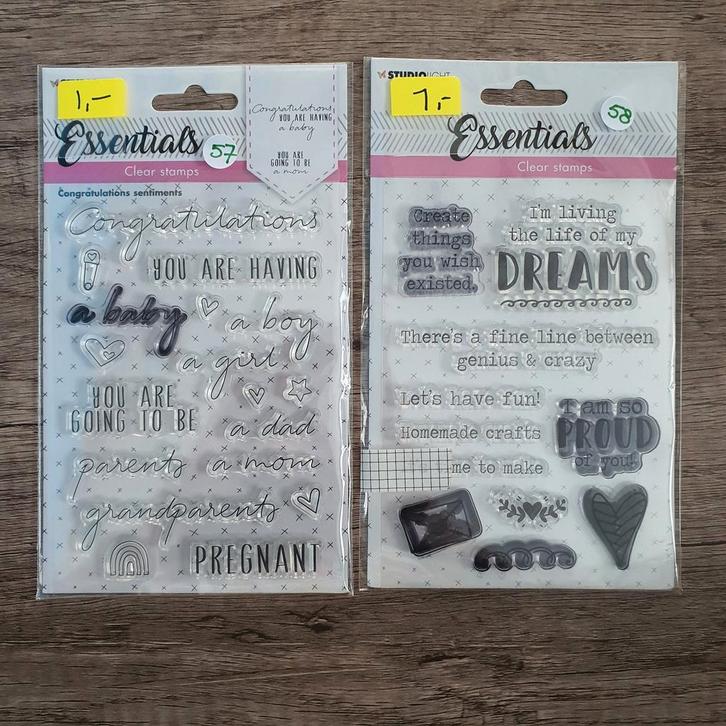 1,-
Essentials
57
Clear stamps
Congratulations
YOU ARE HAVING
a baby
YOU ARE
GOING TO BE
a mom
Congratulations sentiments
Congratulations
YOU ARE HAVING
a baby
a boy
a girl
YOU ARE
GOING TO BE
a dad
parents
a mom
grandparents
PREGNANT
STUDIOLIGHT
1,-
58
Essentials
Clear stamps
Create
things
you wish
existed.
I'm living
the life of my
DREAMS
There's a fine line between
genius & crazy
Let's have fun!
Homemade crafts
me to make
I am so
PROUD
of you!